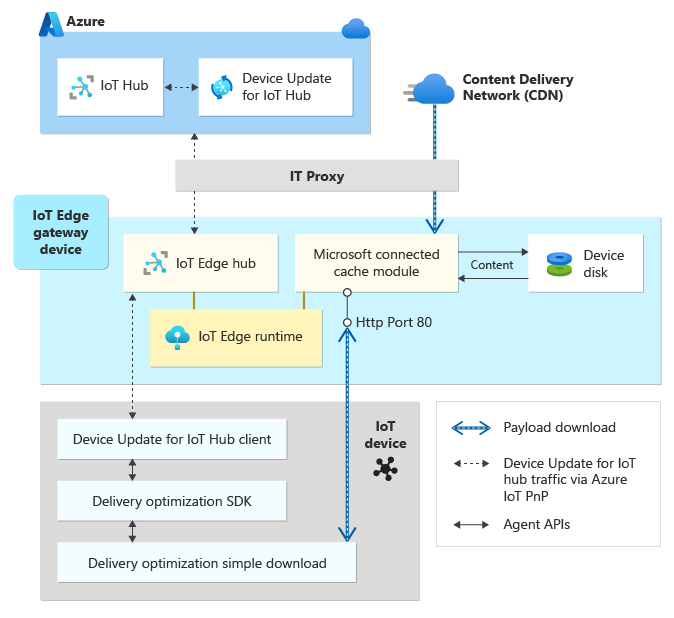 Azure
IoT Hub
Device Update
for IoT Hub
Content Delivery
Network (CDN)
IT Proxy
IoT Edge
gateway
device
IoT Edge hub
Microsoft connected
cache module
Content
Device
disk
IoT Edge runtime
Http Port 80
IoT
device
Device Update for IoT Hub client
Delivery optimization SDK
Delivery optimization simple download
Payload download
Device Update for IoT
hub traffic via Azure
IoT PnP
Agent APIs